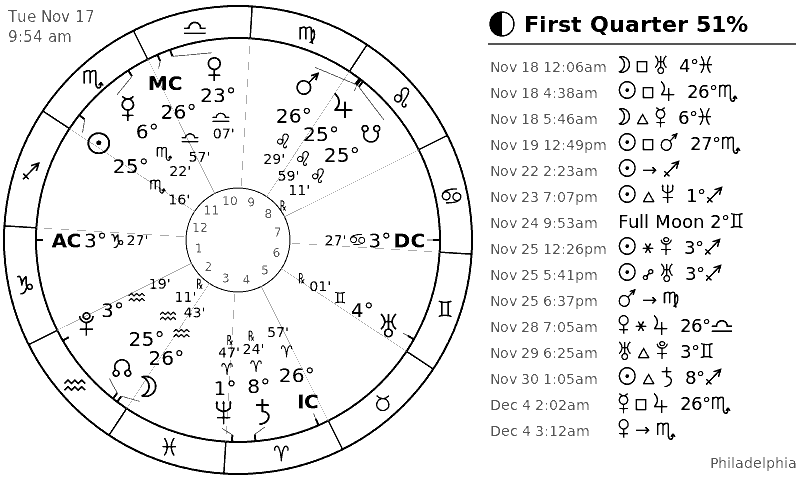 Tue Nov 17
9:54 am
First Quarter 51%
Nov 18 12:06am ☽ □ ♅ 4°♓
Nov 18 4:38am ☉ □ ♃ 26°♏
Nov 18 5:46am ☽ △ ☿ 6°♓
Nov 19 12:49pm ☉ □ ♂ 27°♏
Nov 22 2:23am ☉ → ♐
Nov 23 7:07pm ☉ △ ♆ 1°♐
Nov 24 9:53am Full Moon 2°♊
Nov 25 12:26pm ☉ ⚹ ⯓ 3°♐
Nov 25 5:41pm ☉ ☍ ♅ 3°♐
Nov 25 6:37pm ♂ → ♍
Nov 28 7:05am ♀ ⚹ ♃ 26°♎
Nov 29 6:25am ♅ △ ⯓ 3°♊
Nov 30 1:05am ☉ △ ♄ 8°♐
Dec 4 2:02am ☿ □ ♃ 26°♏
Dec 4 3:12am ♀ → ♏
Philadelphia
♎ ♍ ♌ ♋ ♊ ♉ ♈ ♓ ♒ ♑ ♐ ♏
MC 26° ♎ 57'
♀ 23° ♎ 07'
☿ 6° ♏ 22'
☉ 25° ♏ 16'
♂ 26° ♌ 29'
♃ 25° ♌ 59'
☋ 25° ♌ 11' ℞
AC 3° ♑ 27'
27' ♋ 3° DC
⯓ 3° ♒ 19'
☊ 25° ♒ 11' ℞
☽ 26° ♒ 43'
♆ 1° ♈ 47' ℞
♄ 8° ♈ 24' ℞
IC 26° ♈ 57'
♅ 4° ♊ 01' ℞
1
2
3
4
5
6
7
8
9
10
11
12